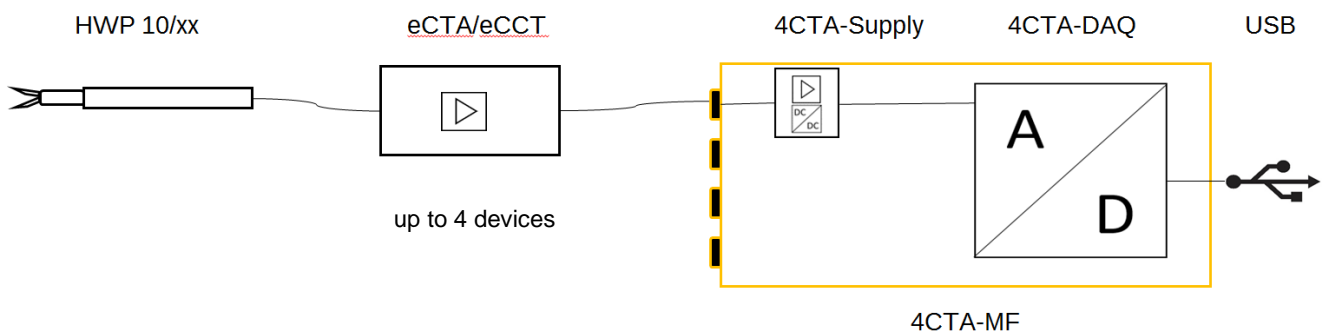 HWP 10/xx
eCTA/eCCT
4CTA-Supply
4CTA-DAQ
USB
DC
DC
A
D
up to 4 devices
4CTA-MF